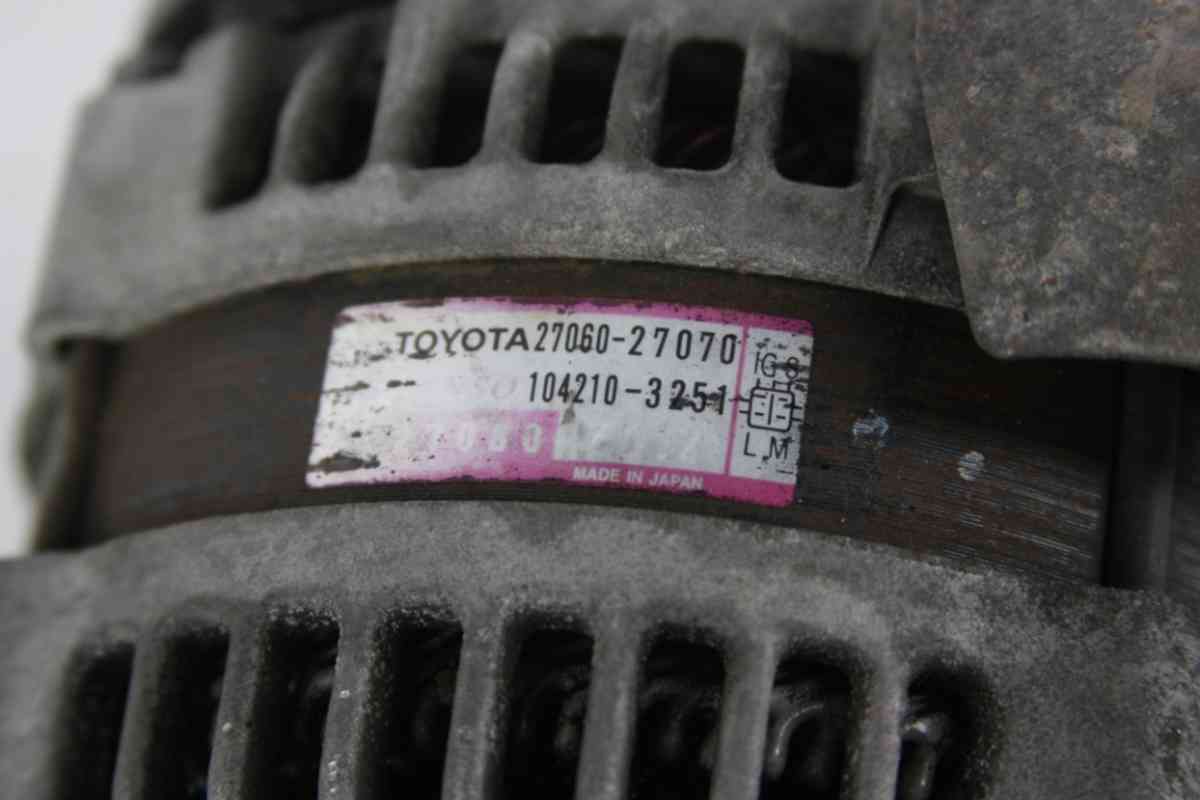 TOYOTA 27060-27070
104210-3251
MADE IN JAPAN
IG S
L M